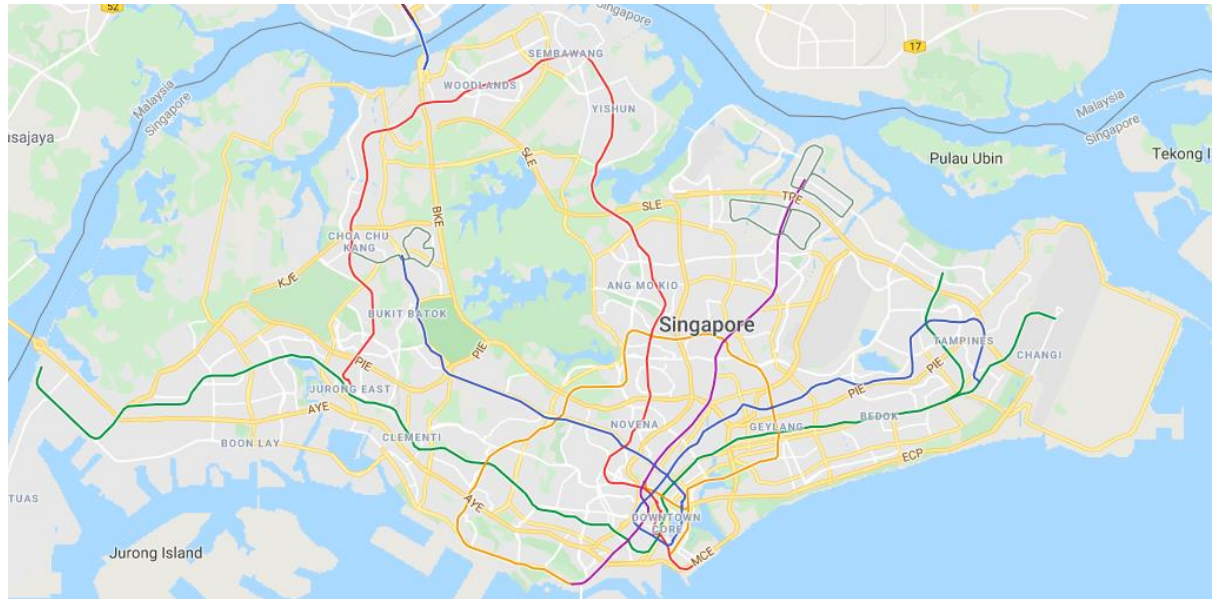 52
Singapore
17
SEMBAWANG
WOODLANDS
YISHUN
Malaysia
Singapore
Malaysia
Singapore
usajaya
SLE
Pulau Ubin
Tekong I
BKE
TPE
SLE
CHOA CHU
KANG
KJE
ANG MO KIO
BUKIT BATOK
Singapore
PIE
TAMPINES
CHANGI
PIE
PIE
JURONG EAST
PIE
AYE
BEDOK
NOVENA
GEYLANG
CLEMENTI
BOON LAY
ECP
TUAS
AYE
DOWNTOWN
CORE
Jurong Island
MCE